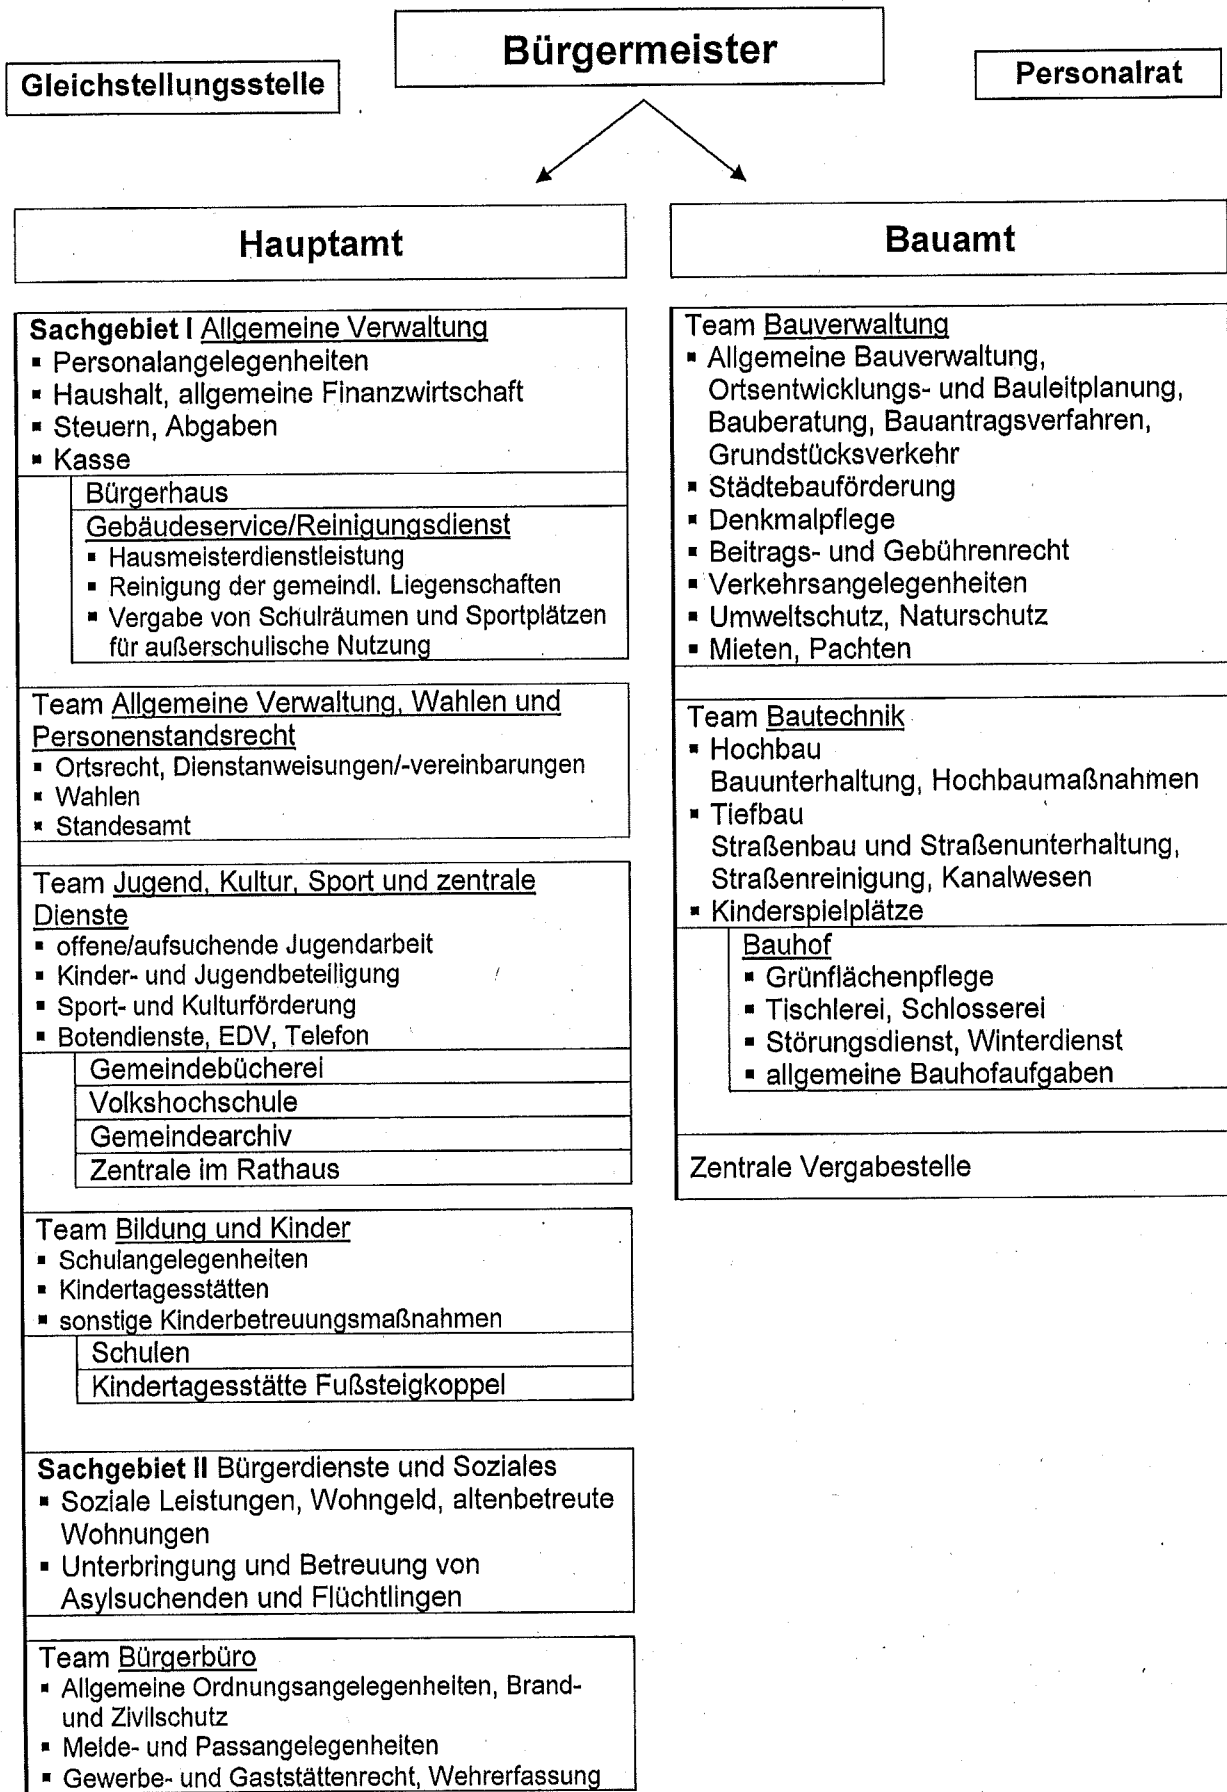 Bürgermeister
Gleichstellungsstelle
Personalrat
Hauptamt
Sachgebiet I Allgemeine Verwaltung
▪ Personalangelegenheiten
▪ Haushalt, allgemeine Finanzwirtschaft
▪ Steuern, Abgaben
▪ Kasse
Bürgerhaus
Gebäudeservice/Reinigungsdienst
▪ Hausmeisterdienstleistung
▪ Reinigung der gemeindl. Liegenschaften
▪ Vergabe von Schulräumen und Sportplätzen
für außerschulische Nutzung
Team Allgemeine Verwaltung, Wahlen und
Personenstandsrecht
▪ Ortsrecht, Dienstanweisungen/-vereinbarungen
▪ Wahlen
▪ Standesamt
Team Jugend, Kultur, Sport und zentrale
Dienste
▪ offene/aufsuchende Jugendarbeit
▪ Kinder- und Jugendbeteiligung
▪ Sport- und Kulturförderung
▪ Botendienste, EDV, Telefon
Gemeindebücherei
Volkshochschule
Gemeindearchiv
Zentrale im Rathaus
Team Bildung und Kinder
▪ Schulangelegenheiten
▪ Kindertagesstätten
▪ sonstige Kinderbetreuungsmaßnahmen
Schulen
Kindertagesstätte Fußsteigkoppel
Sachgebiet II Bürgerdienste und Soziales
▪ Soziale Leistungen, Wohngeld, altenbetreute
Wohnungen
▪ Unterbringung und Betreuung von
Asylsuchenden und Flüchtlingen
Team Bürgerbüro
▪ Allgemeine Ordnungsangelegenheiten, Brand-
und Zivilschutz
▪ Melde- und Passangelegenheiten
▪ Gewerbe- und Gaststättenrecht, Wehrerfassung
Bauamt
Team Bauverwaltung
▪ Allgemeine Bauverwaltung,
Ortsentwicklungs- und Bauleitplanung,
Bauberatung, Bauantragsverfahren,
Grundstücksverkehr
▪ Städtebauförderung
▪ Denkmalpflege
▪ Beitrags- und Gebührenrecht
▪ Verkehrsangelegenheiten
▪ Umweltschutz, Naturschutz
▪ Mieten, Pachten
Team Bautechnik
▪ Hochbau
Bauunterhaltung, Hochbaumaßnahmen
▪ Tiefbau
Straßenbau und Straßenunterhaltung,
Straßenreinigung, Kanalwesen
▪ Kinderspielplätze
Bauhof
▪ Grünflächenpflege
▪ Tischlerei, Schlosserei
▪ Störungsdienst, Winterdienst
▪ allgemeine Bauhofaufgaben
Zentrale Vergabestelle